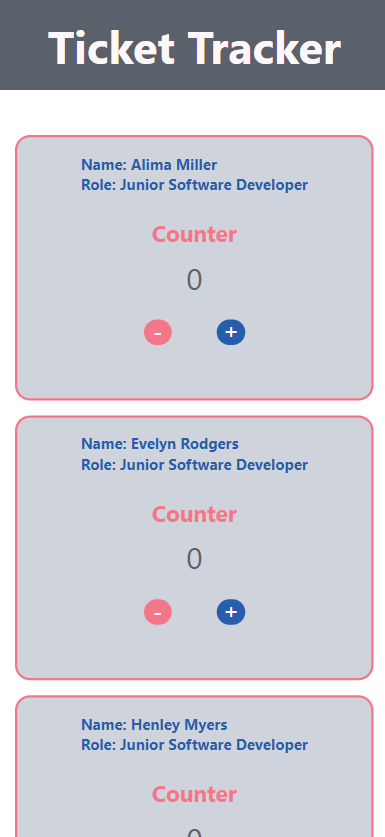 Ticket Tracker
Name: Alima Miller
Role: Junior Software Developer
Counter
0
- +
Name: Evelyn Rodgers
Role: Junior Software Developer
Counter
0
- +
Name: Henley Myers
Role: Junior Software Developer
Counter
0